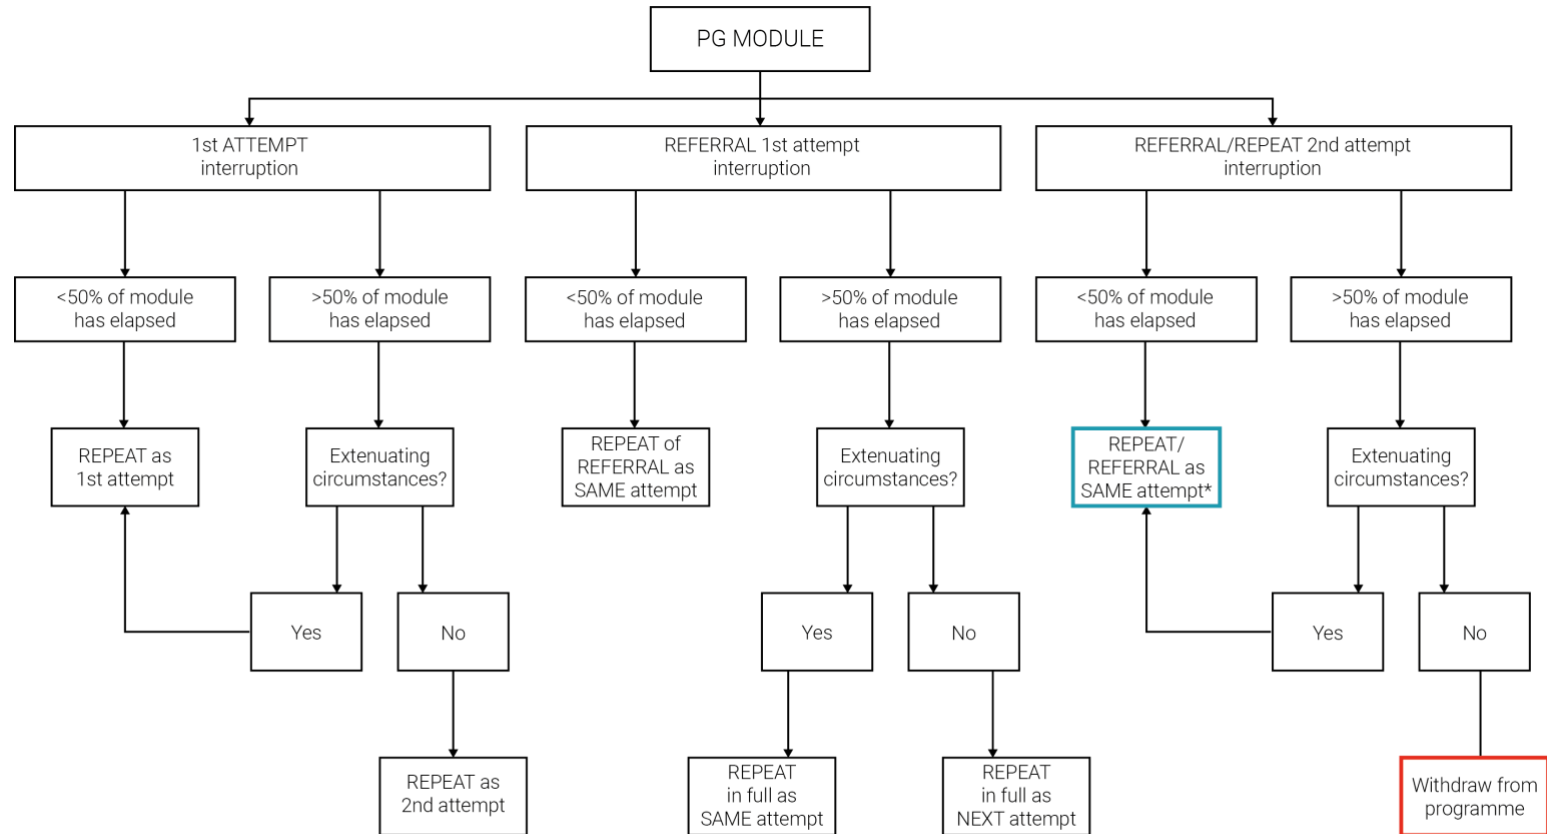 PG MODULE
1st ATTEMPT
interruption
REFERRAL 1st attempt
interruption
REFERRAL/REPEAT 2nd attempt
interruption
<50% of module
has elapsed
>50% of module
has elapsed
<50% of module
has elapsed
>50% of module
has elapsed
<50% of module
has elapsed
>50% of module
has elapsed
REPEAT as
1st attempt
Extenuating
circumstances?
REPEAT of
REFERRAL as
SAME attempt
Extenuating
circumstances?
REPEAT/
REFERRAL as
SAME attempt*
Extenuating
circumstances?
Yes
No
Yes
No
Yes
No
REPEAT as
2nd attempt
REPEAT
in full as
SAME attempt
REPEAT
in full as
NEXT attempt
Withdraw from
programme